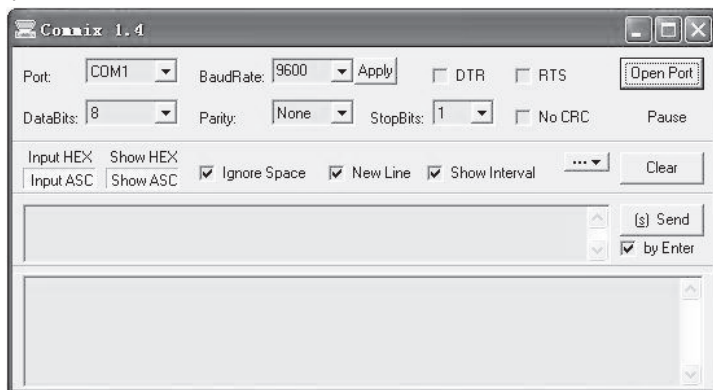 Commix 1.4
Port: COM1 BaudRate: 9600 Apply DTR RTS Open Port
DataBits: 8 Parity: None StopBits: 1 No CRC Pause
Input HEX Show HEX
Input ASC Show ASC Ignore Space New Line Show Interval ... Clear
(s) Send
by Enter